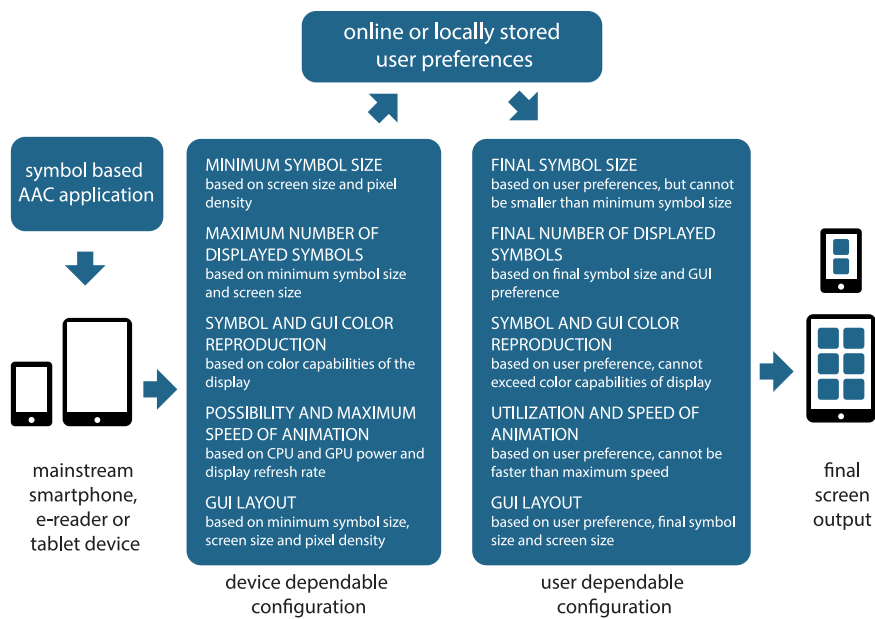 online or locally stored
user preferences
symbol based
AAC application
mainstream
smartphone,
e-reader or
tablet device
MINIMUM SYMBOL SIZE
based on screen size and pixel
density
MAXIMUM NUMBER OF
DISPLAYED SYMBOLS
based on minimum symbol size
and screen size
SYMBOL AND GUI COLOR
REPRODUCTION
based on color capabilities of the
display
POSSIBILITY AND MAXIMUM
SPEED OF ANIMATION
based on CPU and GPU power and
display refresh rate
GUI LAYOUT
based on minimum symbol size,
screen size and pixel density
device dependable
configuration
FINAL SYMBOL SIZE
based on user preferences, but cannot
be smaller than minimum symbol size
FINAL NUMBER OF DISPLAYED
SYMBOLS
based on final symbol size and GUI
preference
SYMBOL AND GUI COLOR
REPRODUCTION
based on user preference, cannot
exceed color capabilities of display
UTILIZATION AND SPEED OF
ANIMATION
based on user preference, cannot be
faster than maximum speed
GUI LAYOUT
based on user preference, final symbol
size and screen size
user dependable
configuration
final
screen
output